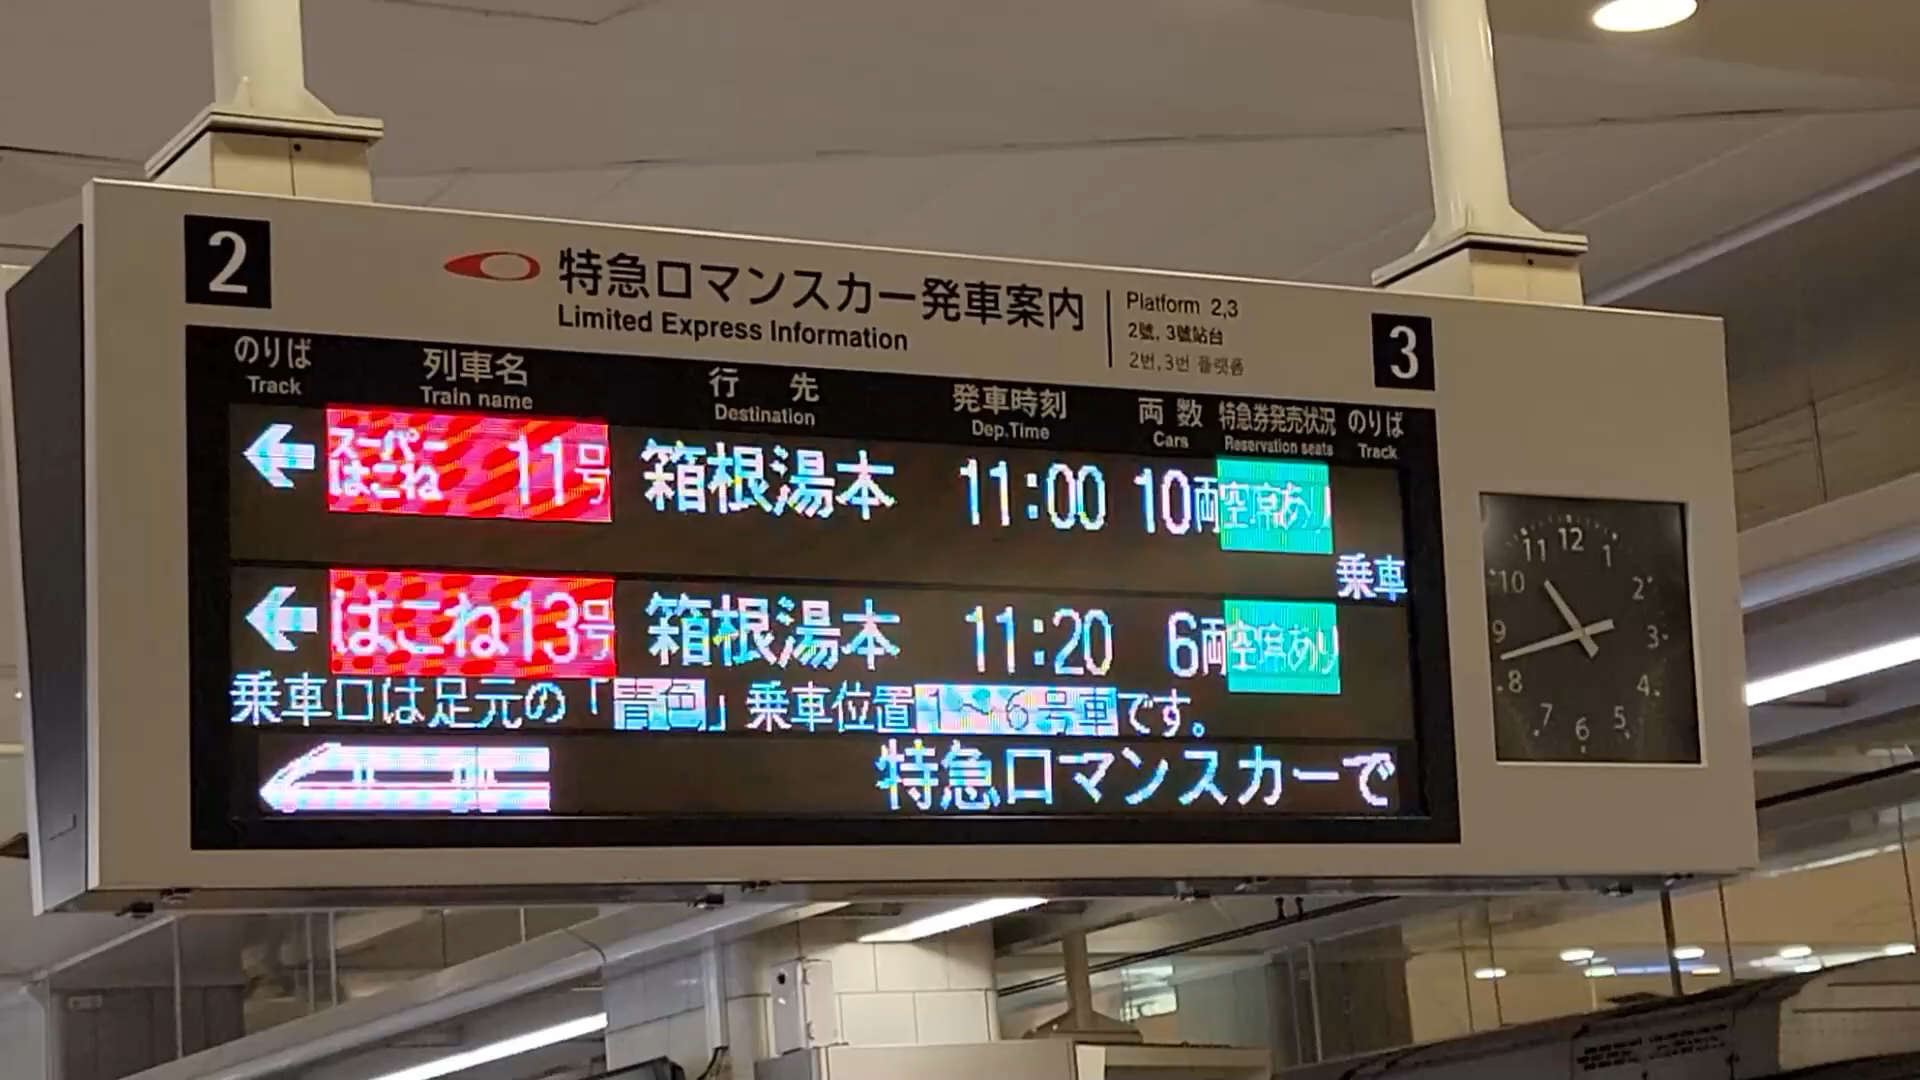 2
特急ロマンスカー発車案内
Limited Express Information
Platform 2,3
2號, 3號站台
2번,3번 플랫폼
3
のりば 列車名 行 先 発車時刻 両 数 特急券発売状況 のりば
Track Train name Destination Dep.Time Cars Reservation seats Track
← スーパーはこね 11号 箱根湯本 11:00 10両 空席あり
乗車
← はこね13号 箱根湯本 11:20 6両 空席あり
乗車口は足元の「青色」乗車位置1～6号車です。
特急ロマンスカーで
12 1 2 3 4 5 6 7 8 9 10 11